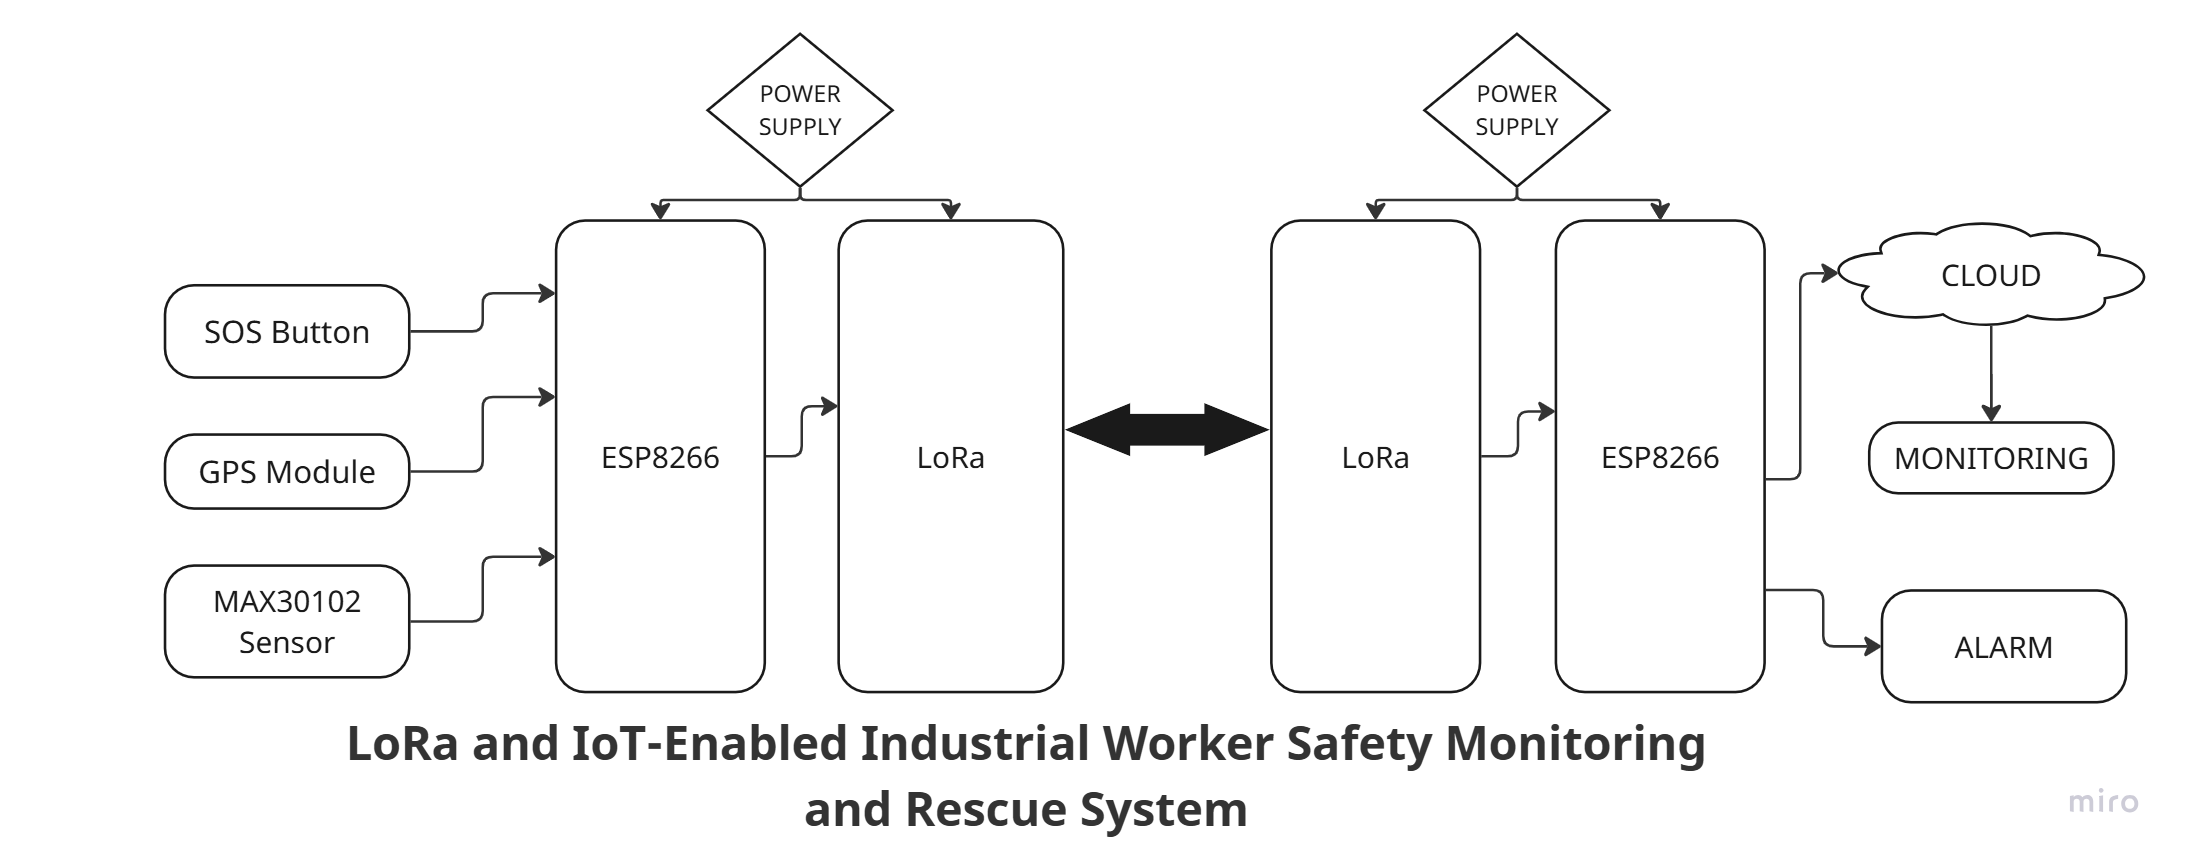 POWER
SUPPLY
POWER
SUPPLY
SOS Button
GPS Module
MAX30102
Sensor
ESP8266
LoRa
LoRa
ESP8266
CLOUD
MONITORING
ALARM
LoRa and IoT-Enabled Industrial Worker Safety Monitoring
and Rescue System
miro